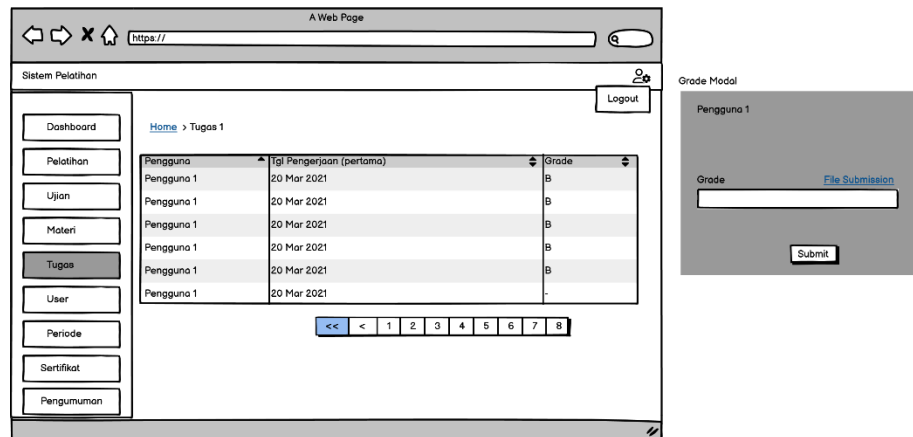 A Web Page
https://
Sistem Pelatihan
Logout
Dashboard
Pelatihan
Ujian
Materi
Tugas
User
Periode
Sertifikat
Pengumuman
Home > Tugas 1
Pengguna Tgl Pengerjaan (pertama) Grade
Pengguna 1 20 Mar 2021 B
Pengguna 1 20 Mar 2021 B
Pengguna 1 20 Mar 2021 B
Pengguna 1 20 Mar 2021 B
Pengguna 1 20 Mar 2021 B
Pengguna 1 20 Mar 2021 -
<< < 1 2 3 4 5 6 7 8
Grade Modal
Pengguna 1
Grade File Submission
Submit